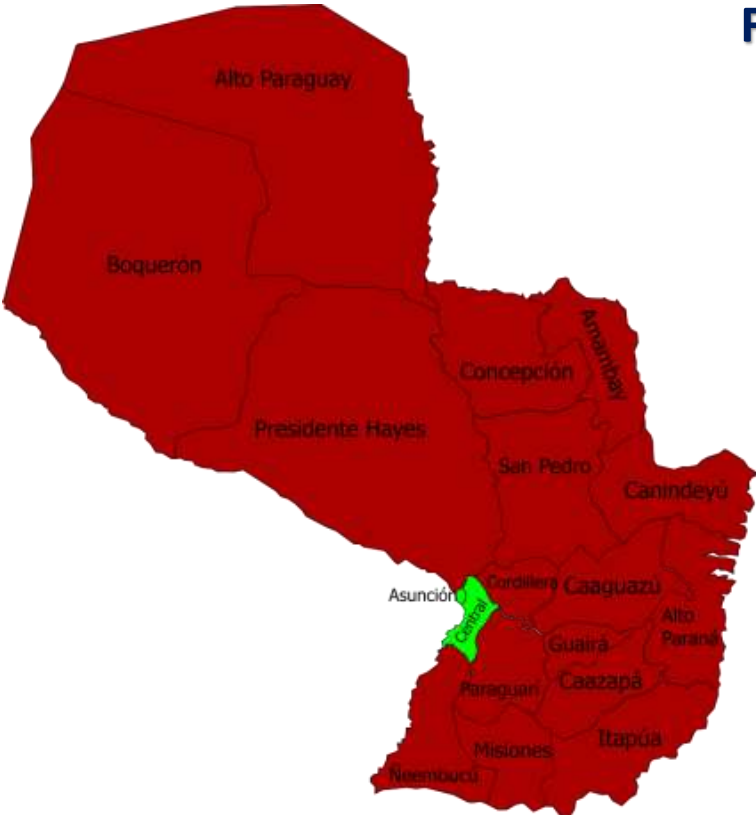 Alto Paraguay
Boquerón
Concepción
Amambay
Presidente Hayes
San Pedro
Canindeyú
Asunción
Central
Cordillera
Caaguazú
Alto
Paraná
Guairá
Paraguarí
Caazapá
Misiones
Itapúa
Ñeembucú